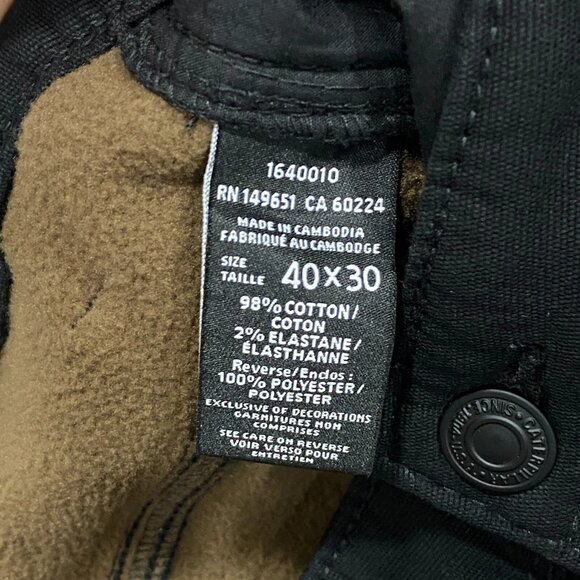 1640010
RN 149651 CA 60224
MADE IN CAMBODIA
FABRIQUÉ AU CAMBODGE
SIZE
TAILLE 40X30
98% COTTON/
COTON
2% ELASTANE/
ÉLASTHANNE
Reverse/Enclos:
100% POLYESTER/
POLYESTER
EXCLUSIVE OF DECORATIONS
GARNITURES NON
COMPRISES
SEE CARE ON REVERSE
VOIR VERSO POUR
ENTRETIEN
CATERPILLAR